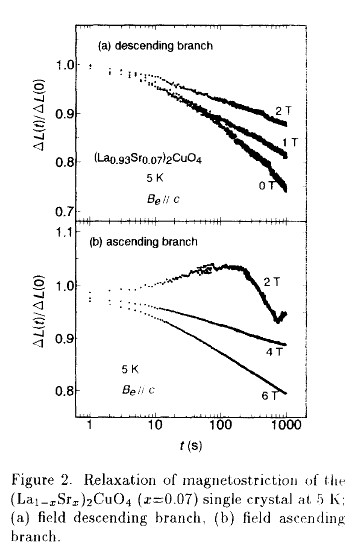 (a) descending branch
1.0
0.9
0.8
0.7
ΔL(t)/ΔL(0)
2 T
1 T
0 T
(La0.93Sr0.07)2CuO4
5 K
Be // c
(b) ascending branch
1.1
1.0
0.9
0.8
ΔL(t)/ΔL(0)
2 T
4 T
6 T
5 K
Be // c
1 10 100 1000
t (s)
Figure 2. Relaxation of magnetostriction of the
(La1−xSrx)2CuO4 (x=0.07) single crystal at 5 K;
(a) field descending branch, (b) field ascending
branch.